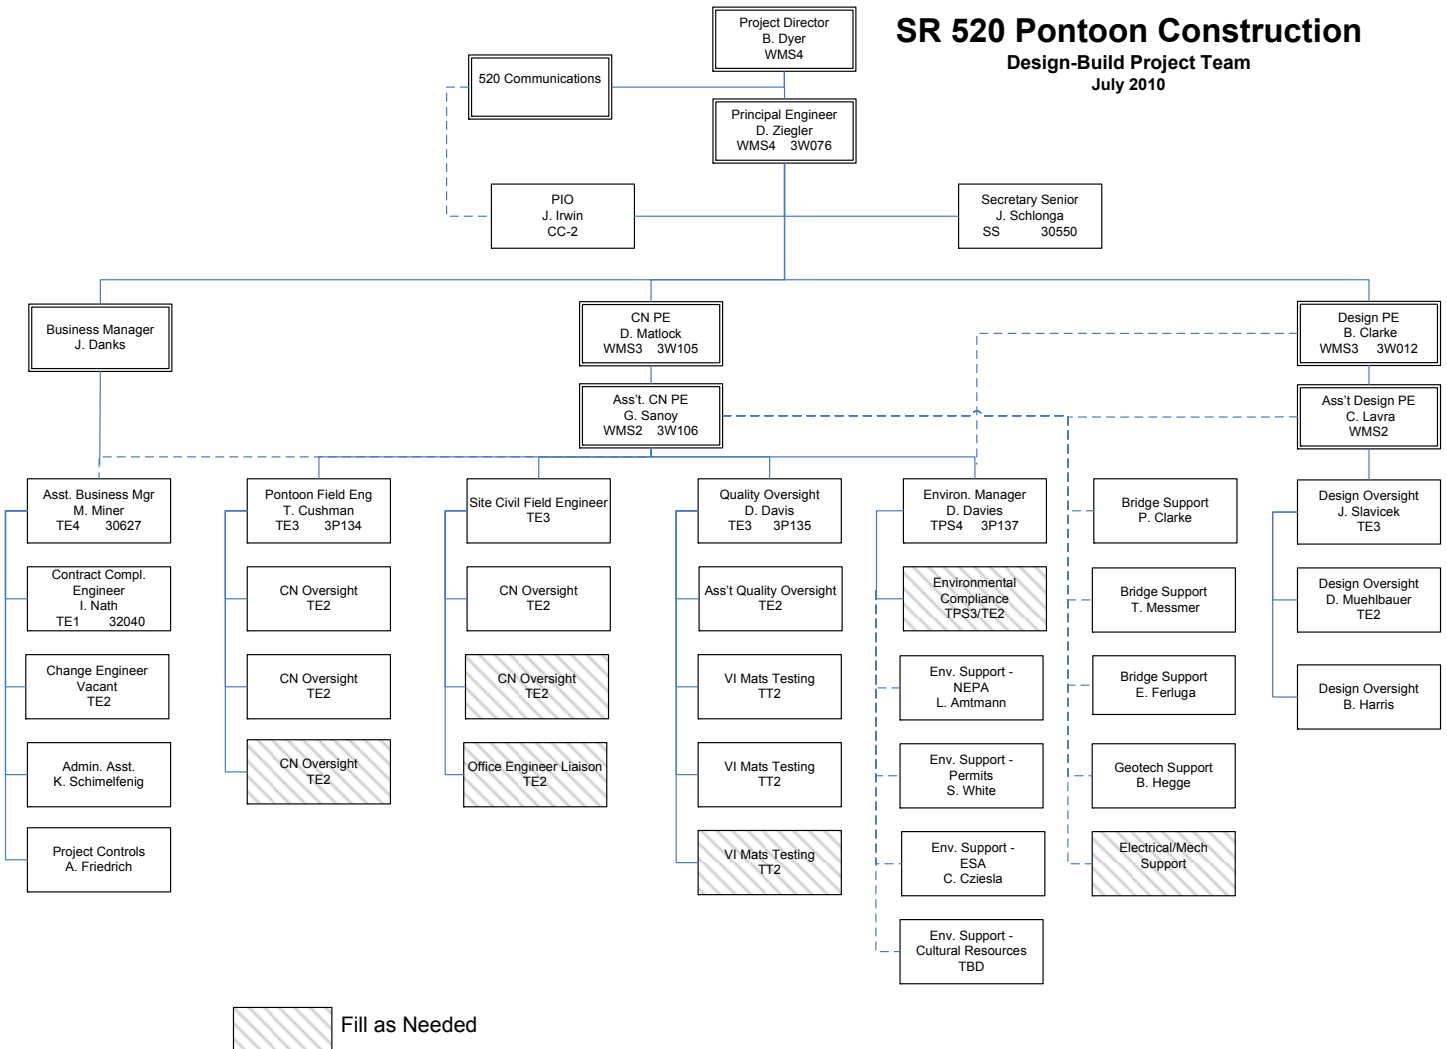 SR 520 Pontoon Construction
Design-Build Project Team
July 2010
Project Director
B. Dyer
WMS4
520 Communications
Principal Engineer
D. Ziegler
WMS4 3W076
PIO
J. Irwin
CC-2
Secretary Senior
J. Schlonga
SS 30550
Business Manager
J. Danks
CN PE
D. Matlock
WMS3 3W105
Design PE
B. Clarke
WMS3 3W012
Ass't. CN PE
G. Sanoy
WMS2 3W106
Ass't Design PE
C. Lavra
WMS2
Asst. Business Mgr
M. Miner
TE4 30627
Contract Compl.
Engineer
I. Nath
TE1 32040
Change Engineer
Vacant
TE2
Admin. Asst.
K. Schimelfenig
Project Controls
A. Friedrich
Pontoon Field Eng
T. Cushman
TE3 3P134
CN Oversight
TE2
CN Oversight
TE2
CN Oversight
TE2
Site Civil Field Engineer
TE3
CN Oversight
TE2
CN Oversight
TE2
Office Engineer Liaison
TE2
Quality Oversight
D. Davis
TE3 3P135
Ass't Quality Oversight
TE2
VI Mats Testing
TT2
VI Mats Testing
TT2
VI Mats Testing
TT2
Environ. Manager
D. Davies
TPS4 3P137
Environmental
Compliance
TPS3/TE2
Env. Support -
NEPA
L. Amtmann
Env. Support -
Permits
S. White
Env. Support -
ESA
C. Cziesla
Env. Support -
Cultural Resources
TBD
Bridge Support
P. Clarke
Bridge Support
T. Messmer
Bridge Support
E. Ferluga
Geotech Support
B. Hegge
Electrical/Mech
Support
Design Oversight
J. Slavicek
TE3
Design Oversight
D. Muehlbauer
TE2
Design Oversight
B. Harris
Fill as Needed